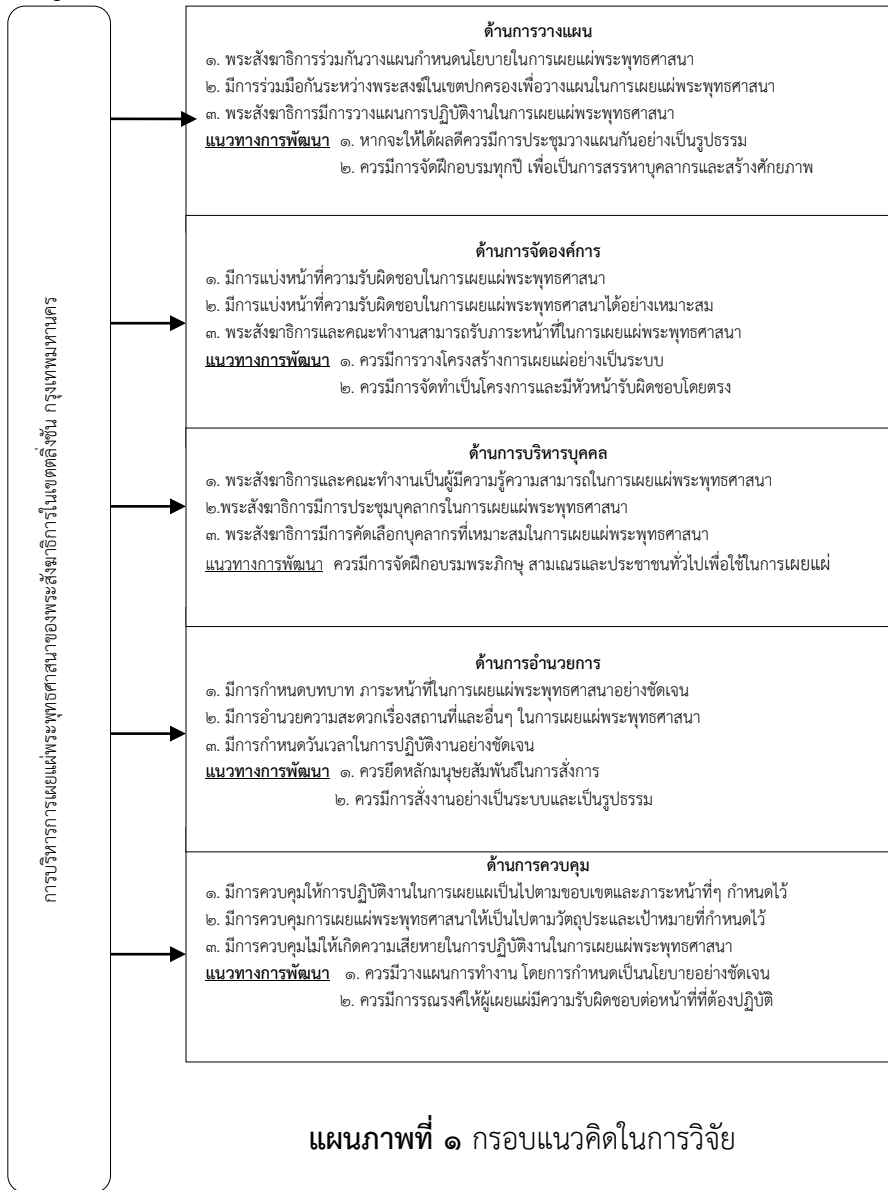 การบริหารการเผยแผ่พระพุทธศาสนาของพระสังฆาธิการในเขตตลิ่งชัน กรุงเทพมหานคร
ด้านการวางแผน
๑. พระสังฆาธิการร่วมกันวางแผนกำหนดนโยบายในการเผยแผ่พระพุทธศาสนา
๒. มีการร่วมมือกันระหว่างพระสงฆ์ในเขตปกครองเพื่อวางแผนในการเผยแผ่พระพุทธศาสนา
๓. พระสังฆาธิการมีการวางแผนการปฏิบัติงานในการเผยแผ่พระพุทธศาสนา
แนวทางการพัฒนา ๑. หากจะให้ได้ผลดีควรมีการประชุมวางแผนกันอย่างเป็นรูปธรรม
๒. ควรมีการจัดฝึกอบรมทุกปี เพื่อเป็นการสรรหาบุคลากรและสร้างศักยภาพ
ด้านการจัดองค์การ
๑. มีการแบ่งหน้าที่ความรับผิดชอบในการเผยแผ่พระพุทธศาสนา
๒. มีการแบ่งหน้าที่ความรับผิดชอบในการเผยแผ่พระพุทธศาสนาได้อย่างเหมาะสม
๓. พระสังฆาธิการและคณะทำงานสามารถรับภาระหน้าที่ในการเผยแผ่พระพุทธศาสนา
แนวทางการพัฒนา ๑. ควรมีการวางโครงสร้างการเผยแผ่อย่างเป็นระบบ
๒. ควรมีการจัดทำเป็นโครงการและมีหัวหน้ารับผิดชอบโดยตรง
ด้านการบริหารบุคคล
๑. พระสังฆาธิการและคณะทำงานเป็นผู้มีความรู้ความสามารถในการเผยแผ่พระพุทธศาสนา
๒.พระสังฆาธิการมีการประชุมบุคลากรในการเผยแผ่พระพุทธศาสนา
๓. พระสังฆาธิการมีการคัดเลือกบุคลากรที่เหมาะสมในการเผยแผ่พระพุทธศาสนา
แนวทางการพัฒนา ควรมีการจัดฝึกอบรมพระภิกษุ สามเณรและประชาชนทั่วไปเพื่อใช้ในการเผยแผ่
ด้านการอำนวยการ
๑. มีการกำหนดบทบาท ภาระหน้าที่ในการเผยแผ่พระพุทธศาสนาอย่างชัดเจน
๒. มีการอำนวยความสะดวกเรื่องสถานที่และอื่นๆ ในการเผยแผ่พระพุทธศาสนา
๓. มีการกำหนดวันเวลาในการปฏิบัติงานอย่างชัดเจน
แนวทางการพัฒนา ๑. ควรยึดหลักมนุษยสัมพันธ์ในการสั่งการ
๒. ควรมีการสั่งงานอย่างเป็นระบบและเป็นรูปธรรม
ด้านการควบคุม
๑. มีการควบคุมให้การปฏิบัติงานในการเผยแผเป็นไปตามขอบเขตและภาระหน้าที่ๆ กำหนดไว้
๒. มีการควบคุมการเผยแผ่พระพุทธศาสนาให้เป็นไปตามวัตถุประและเป้าหมายที่กำหนดไว้
๓. มีการควบคุมไม่ให้เกิดความเสียหายในการปฏิบัติงานในการเผยแผ่พระพุทธศาสนา
แนวทางการพัฒนา ๑. ควรมีวางแผนการทำงาน โดยการกำหนดเป็นนโยบายอย่างชัดเจน
๒. ควรมีการรณรงค์ให้ผู้เผยแผ่มีความรับผิดชอบต่อหน้าที่ที่ต้องปฏิบัติ
แผนภาพที่ ๑ กรอบแนวคิดในการวิจัย